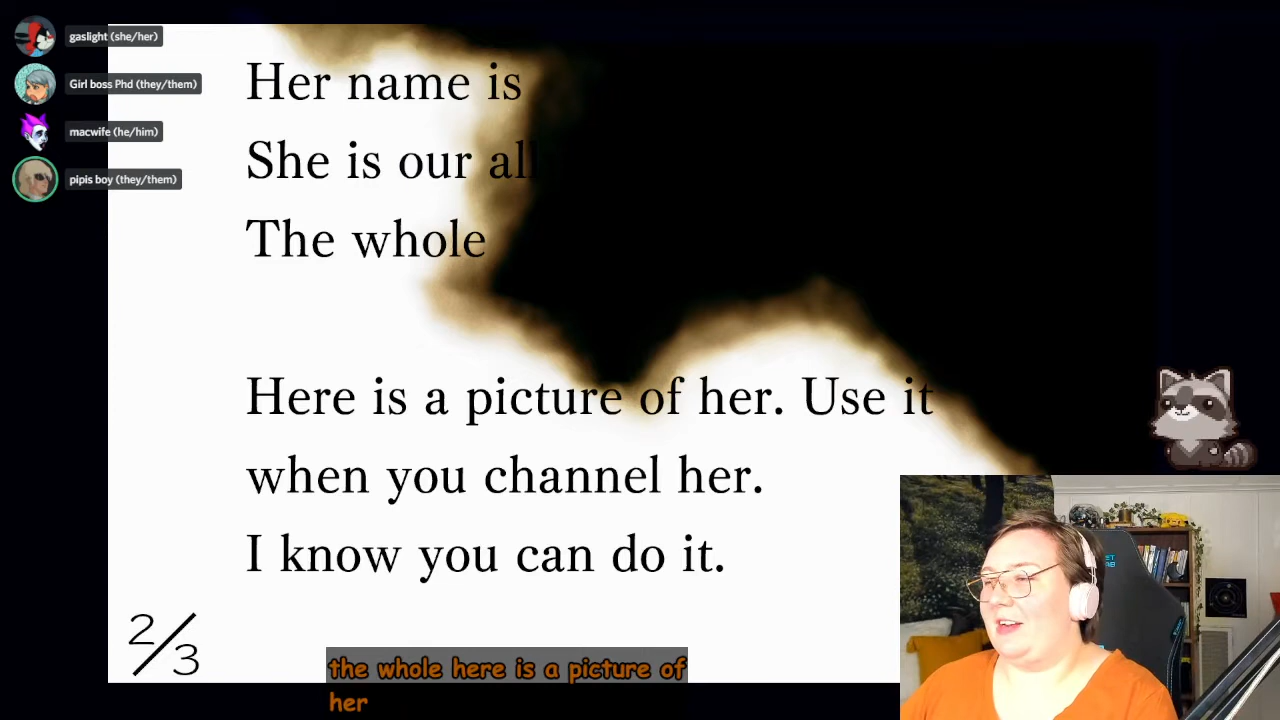 gaslight (she/her)
Girl boss Phd (they/them)
macwife (he/him)
pipis boy (they/them)
Her name is
She is our all
The whole
Here is a picture of her. Use it
when you channel her.
I know you can do it.
2/3
the whole here is a picture of
her